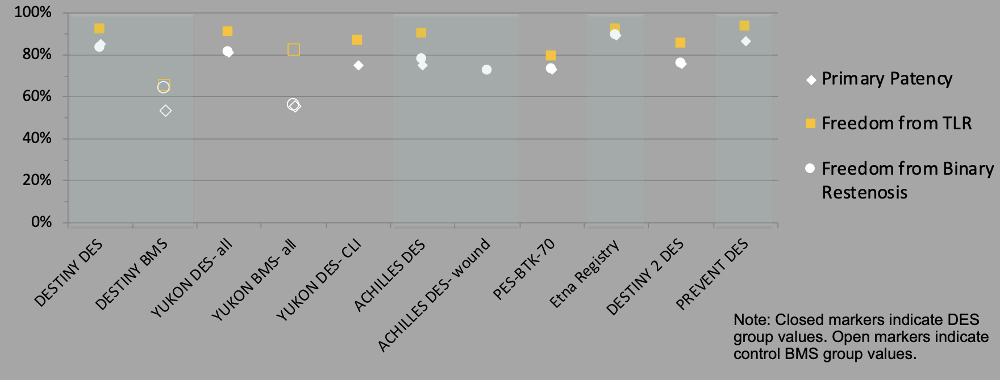 100%
80%
60%
40%
20%
0%
DESTINY DES
DESTINY BMS
YUKON DES- all
YUKON BMS- all
YUKON DES- CLI
ACHILLES DES
ACHILLES DES- wound
PES-BTK-70
Etna Registry
DESTINY 2 DES
PREVENT DES
Primary Patency
Freedom from TLR
Freedom from Binary
Restenosis
Note: Closed markers indicate DES
group values. Open markers indicate
control BMS group values.